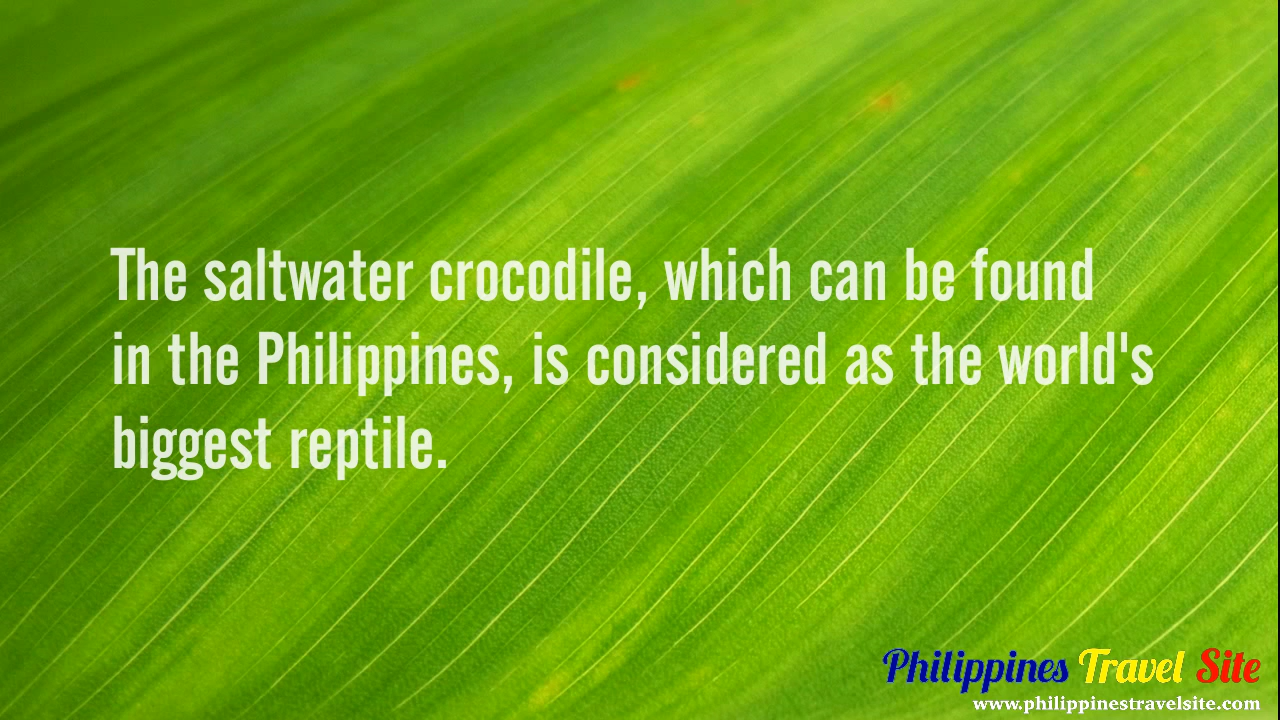 The saltwater crocodile, which can be found
in the Philippines, is considered as the world's
biggest reptile.
Philippines Travel Site
www.philippinestravelsite.com